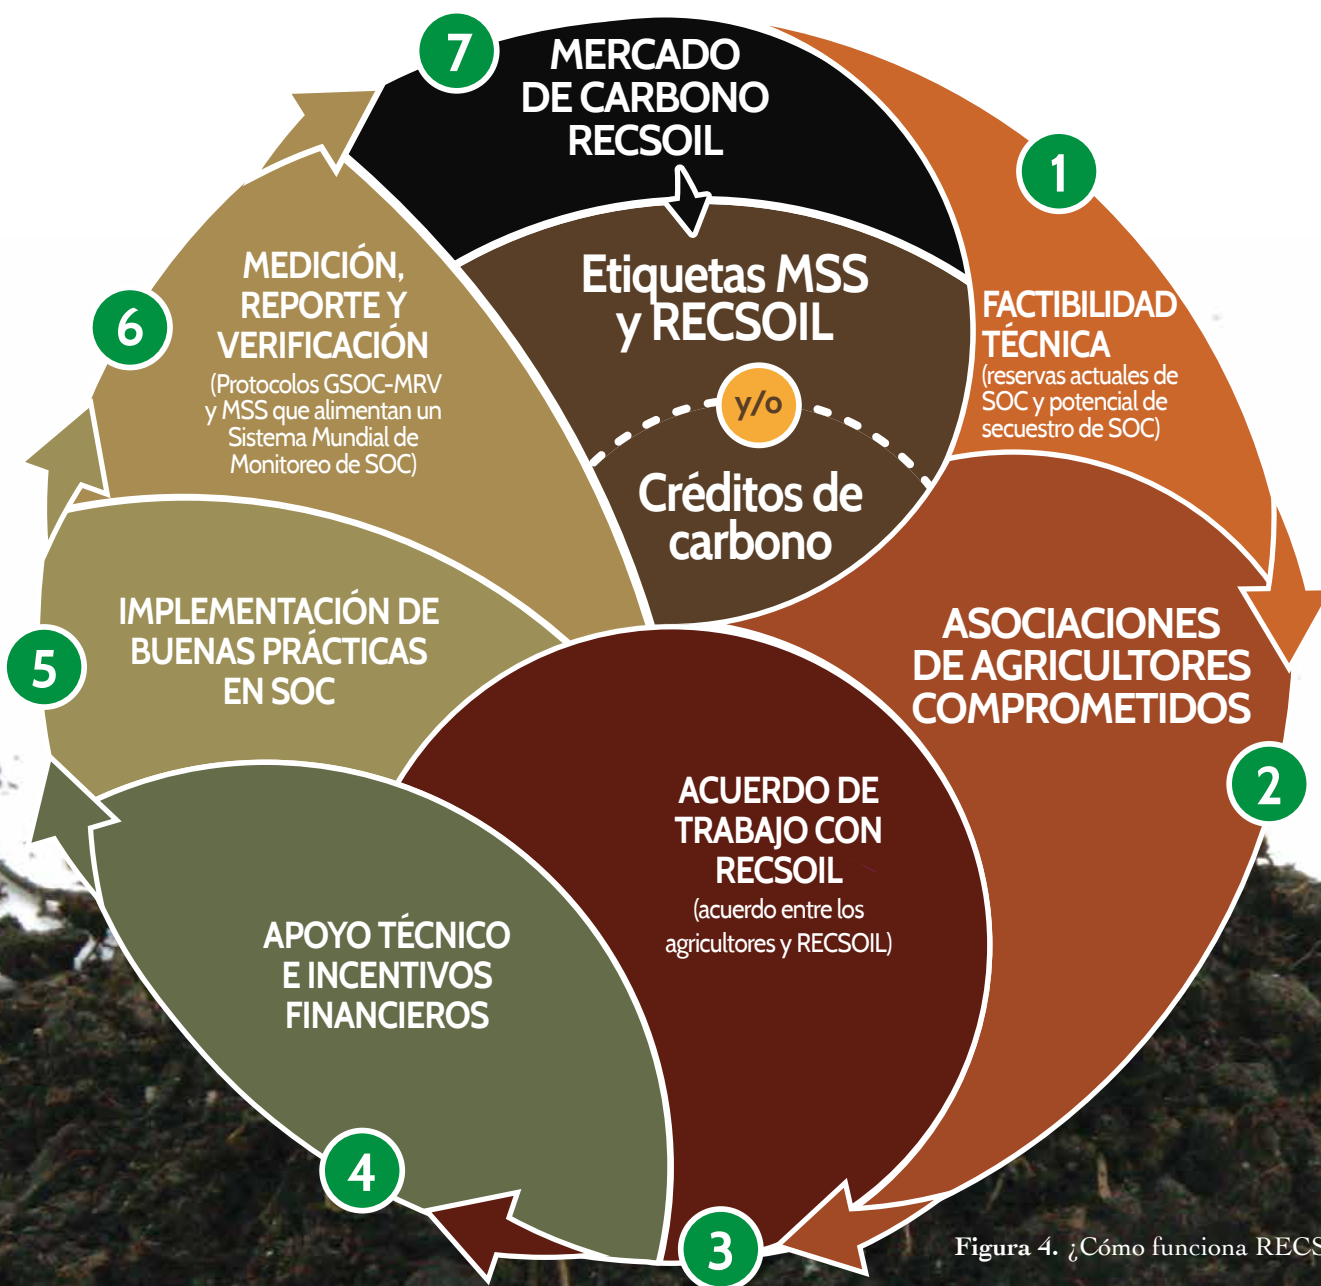 7
MERCADO
DE CARBONO
RECSOIL
1
FACTIBILIDAD
TÉCNICA
(reservas actuales de
SOC y potencial de
secuestro de SOC)
2
ASOCIACIONES
DE AGRICULTORES
COMPROMETIDOS
3
ACUERDO DE
TRABAJO CON
RECSOIL
(acuerdo entre los
agricultores y RECSOIL)
4
APOYO TÉCNICO
E INCENTIVOS
FINANCIEROS
5
IMPLEMENTACIÓN DE
BUENAS PRÁCTICAS
EN SOC
6
MEDICIÓN,
REPORTE Y
VERIFICACIÓN
(Protocolos GSOC-MRV
y MSS que alimentan un
Sistema Mundial de
Monitoreo de SOC)
Etiquetas MSS
y RECSOIL
y/o
Créditos de
carbono
Figura 4. ¿Cómo funciona RECS